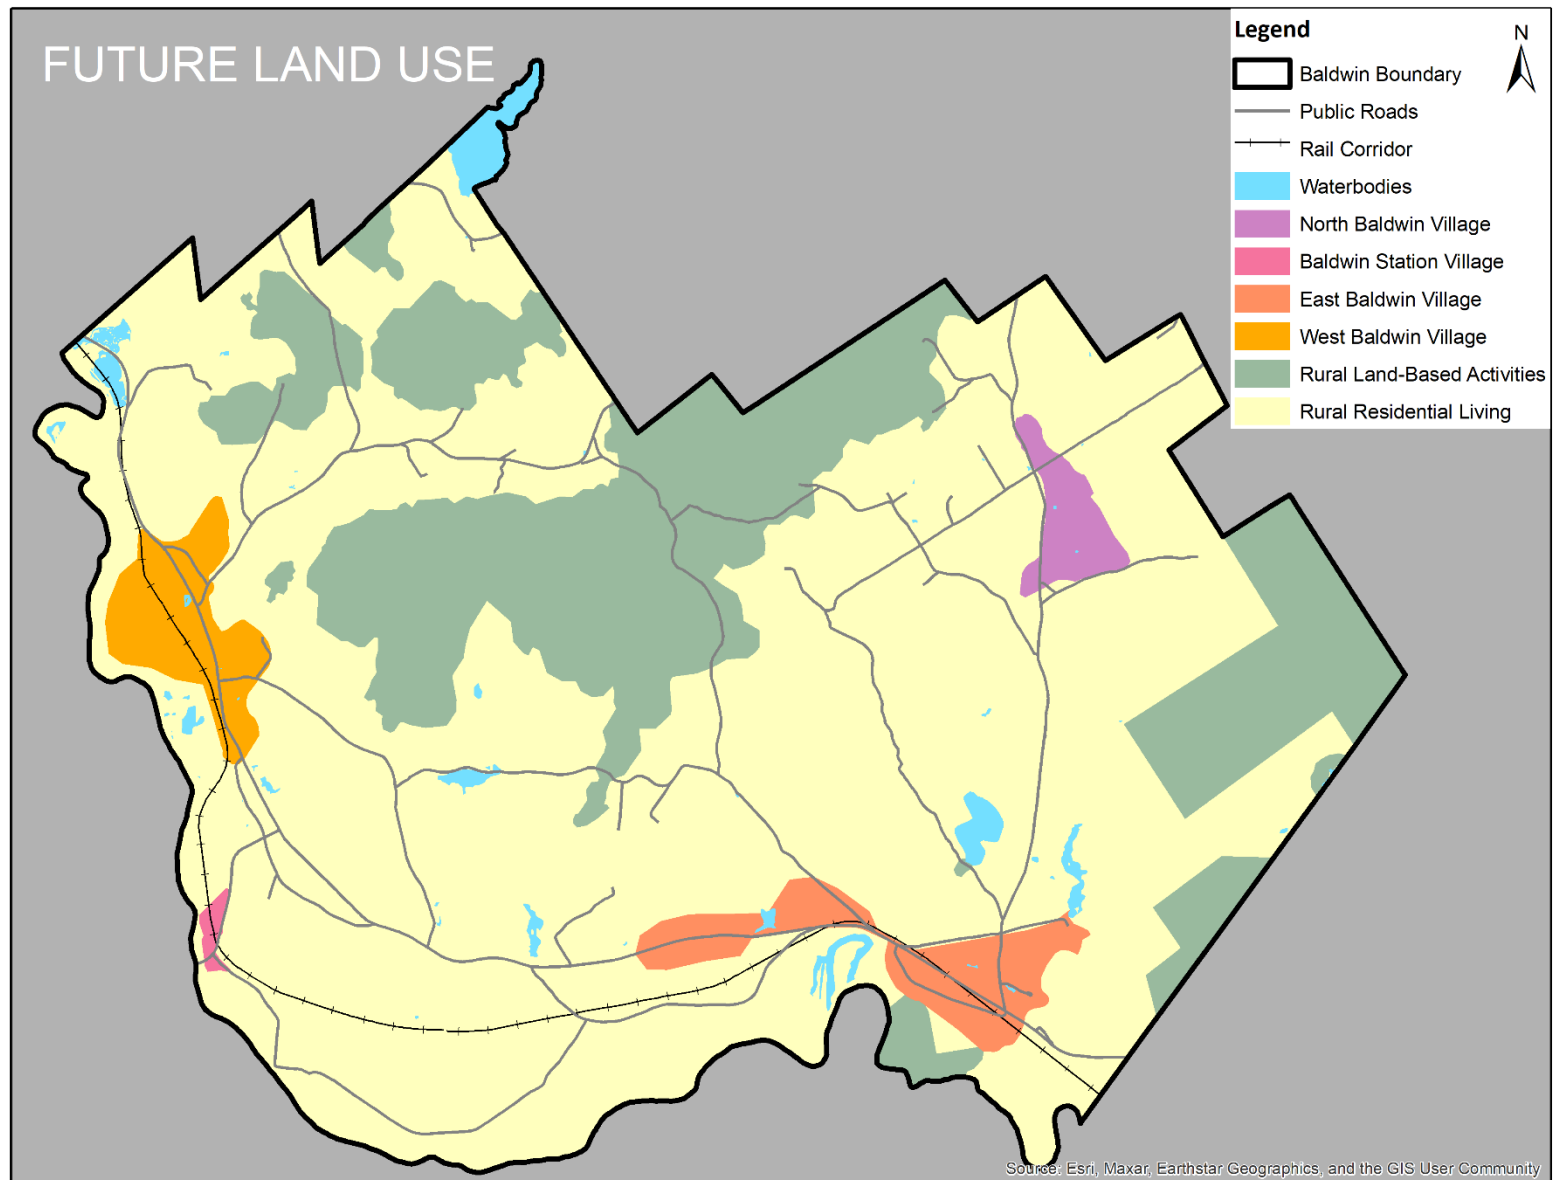 FUTURE LAND USE
Legend
N
Baldwin Boundary
Public Roads
Rail Corridor
Waterbodies
North Baldwin Village
Baldwin Station Village
East Baldwin Village
West Baldwin Village
Rural Land-Based Activities
Rural Residential Living
Source: Esri, Maxar, Earthstar Geographics, and the GIS User Community